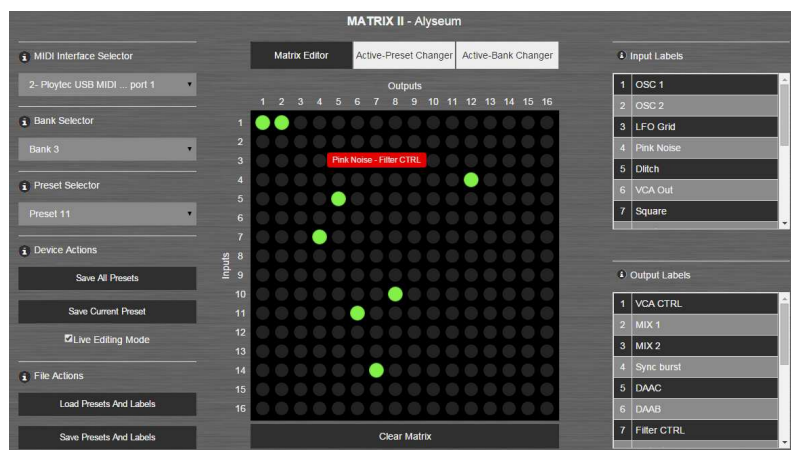 MATRIX II - Alyseum
MIDI Interface Selector
2- Ploytec USB MIDI ... port 1
Bank Selector
Bank 3
Preset Selector
Preset 11
Device Actions
Save All Presets
Save Current Preset
Live Editing Mode
File Actions
Load Presets And Labels
Save Presets And Labels
Matrix Editor
Active-Preset Changer
Active-Bank Changer
Outputs
1 2 3 4 5 6 7 8 9 10 11 12 13 14 15 16
Inputs
1
2
3
4
5
6
7
8
9
10
11
12
13
14
15
16
Pink Noise - Filter CTRL
Clear Matrix
Input Labels
1 OSC 1
2 OSC 2
3 LFO Grid
4 Pink Noise
5 Dlitch
6 VCA Out
7 Square
Output Labels
1 VCA CTRL
2 MIX 1
3 MIX 2
4 Sync burst
5 DAAC
6 DAAB
7 Filter CTRL